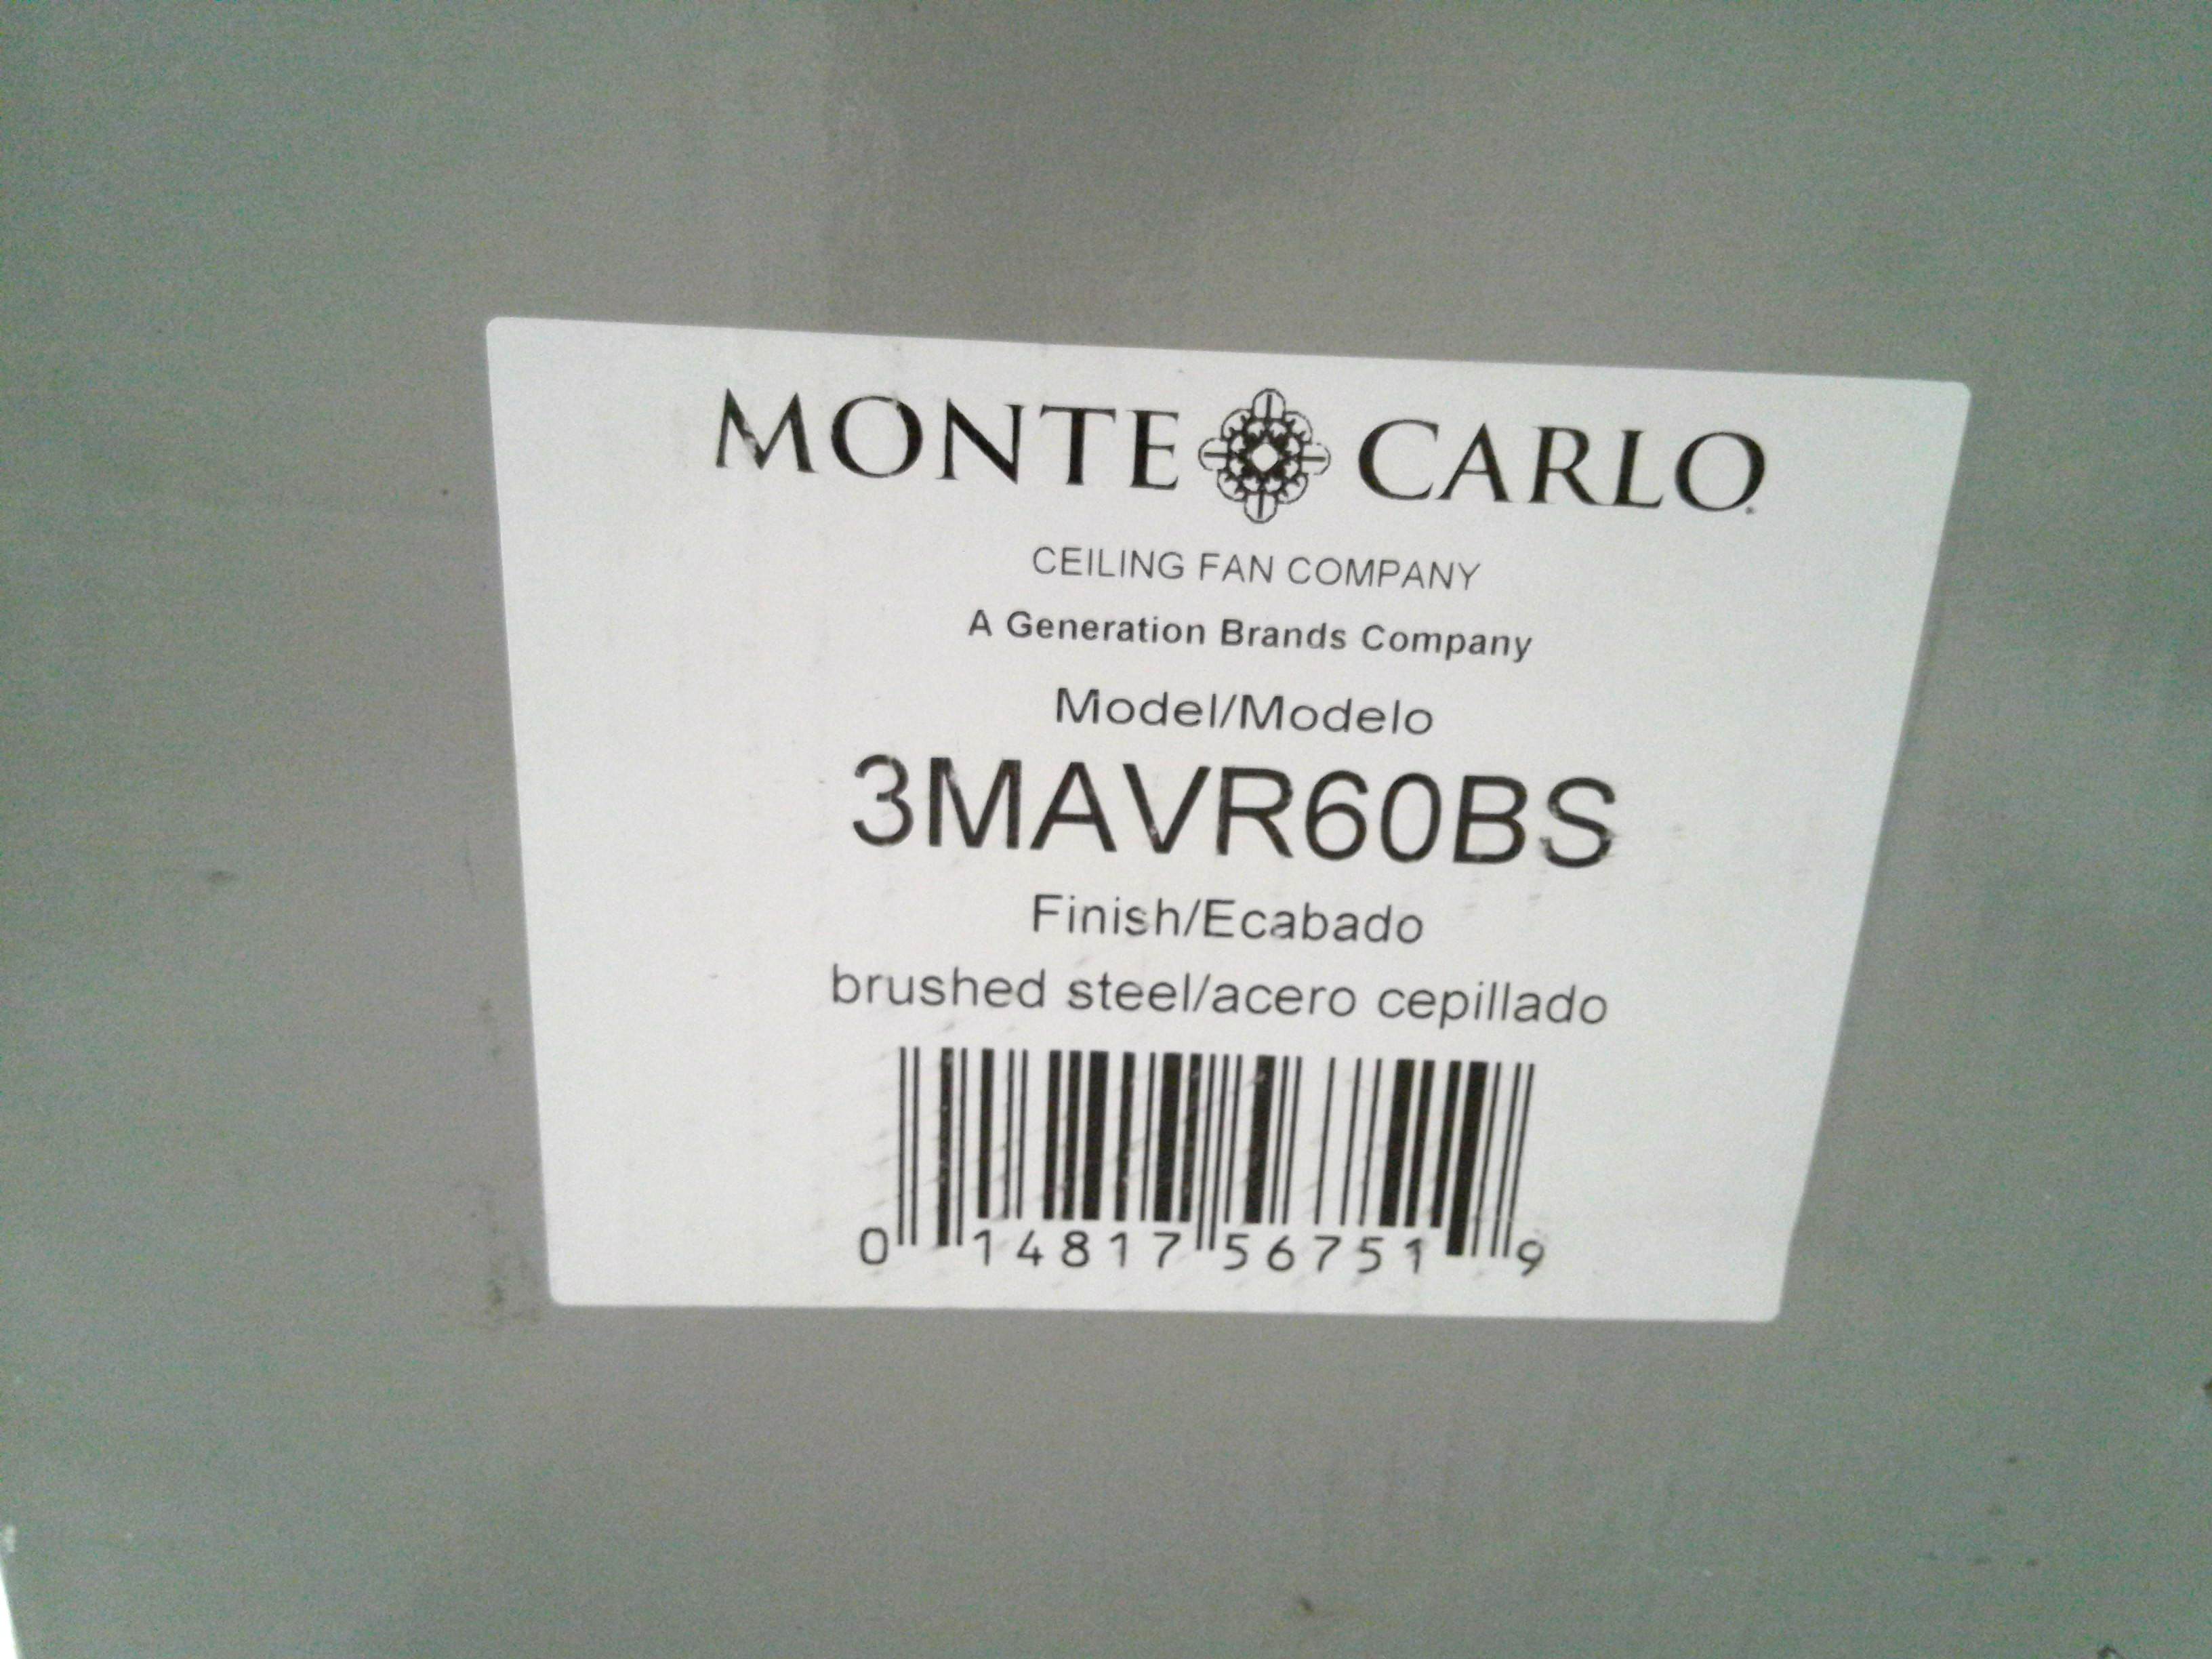 MONTE CARLO
CEILING FAN COMPANY
A Generation Brands Company
Model/Modelo
3MAVR60BS
Finish/Ecabado
brushed steel/acero cepillado
0 14817 56751 9